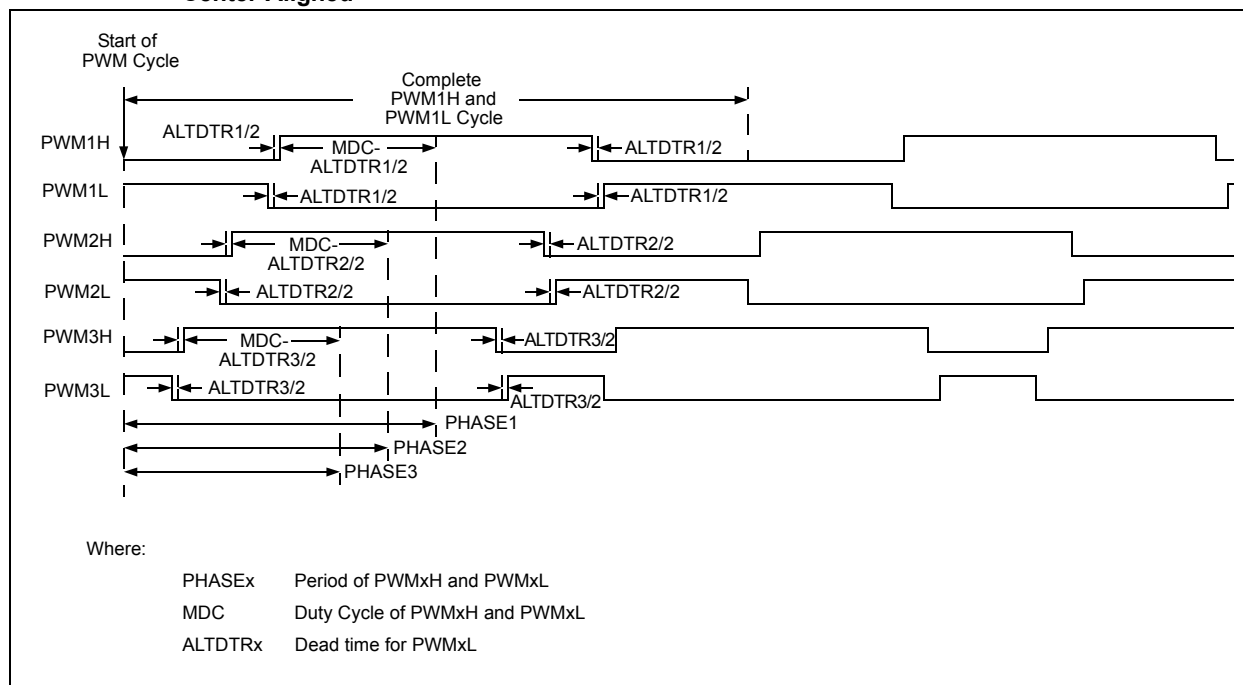 Center-Aligned
Start of
PWM Cycle
Complete
PWM1H and
PWM1L Cycle
PWM1H
ALTDTR1/2
MDC-
ALTDTR1/2
ALTDTR1/2
PWM1L
ALTDTR1/2
ALTDTR1/2
PWM2H
MDC-
ALTDTR2/2
ALTDTR2/2
PWM2L
ALTDTR2/2
ALTDTR2/2
PWM3H
MDC-
ALTDTR3/2
ALTDTR3/2
PWM3L
ALTDTR3/2
ALTDTR3/2
PHASE1
PHASE2
PHASE3
Where:
PHASEx Period of PWMxH and PWMxL
MDC Duty Cycle of PWMxH and PWMxL
ALTDTRx Dead time for PWMxL